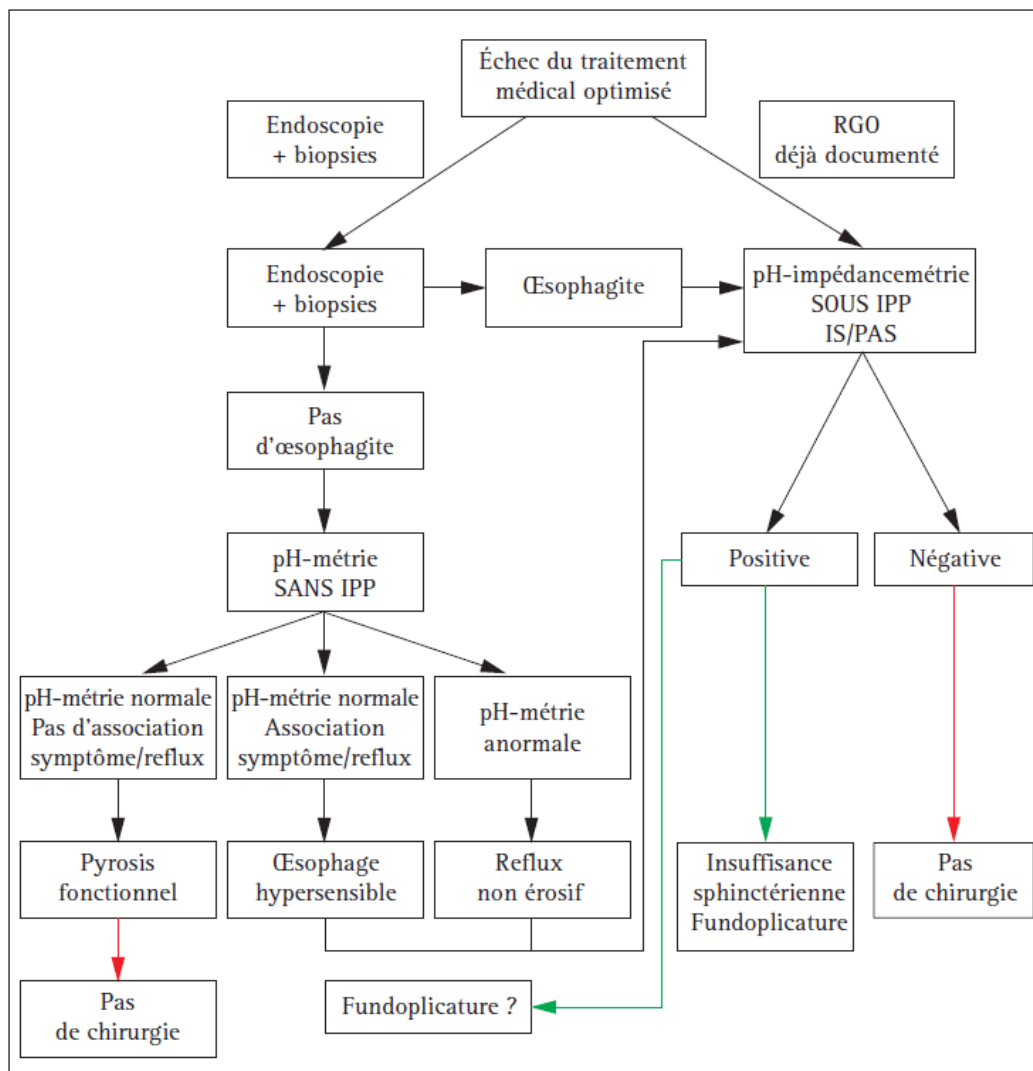 Échec du traitement
médical optimisé
Endoscopie
+ biopsies
RGO
déjà documenté
Endoscopie
+ biopsies
Œsophagite
pH-impédancemétrie
SOUS IPP
IS/PAS
Pas
d'œsophagite
pH-métrie
SANS IPP
Positive
Négative
pH-métrie normale
Pas d'association
symptôme/reflux
pH-métrie normale
Association
symptôme/reflux
pH-métrie
anormale
Pyrosis
fonctionnel
Œsophage
hypersensible
Reflux
non érosif
Insuffisance
sphinctérienne
Fundoplicature
Pas
de chirurgie
Pas
de chirurgie
Fundoplicature ?